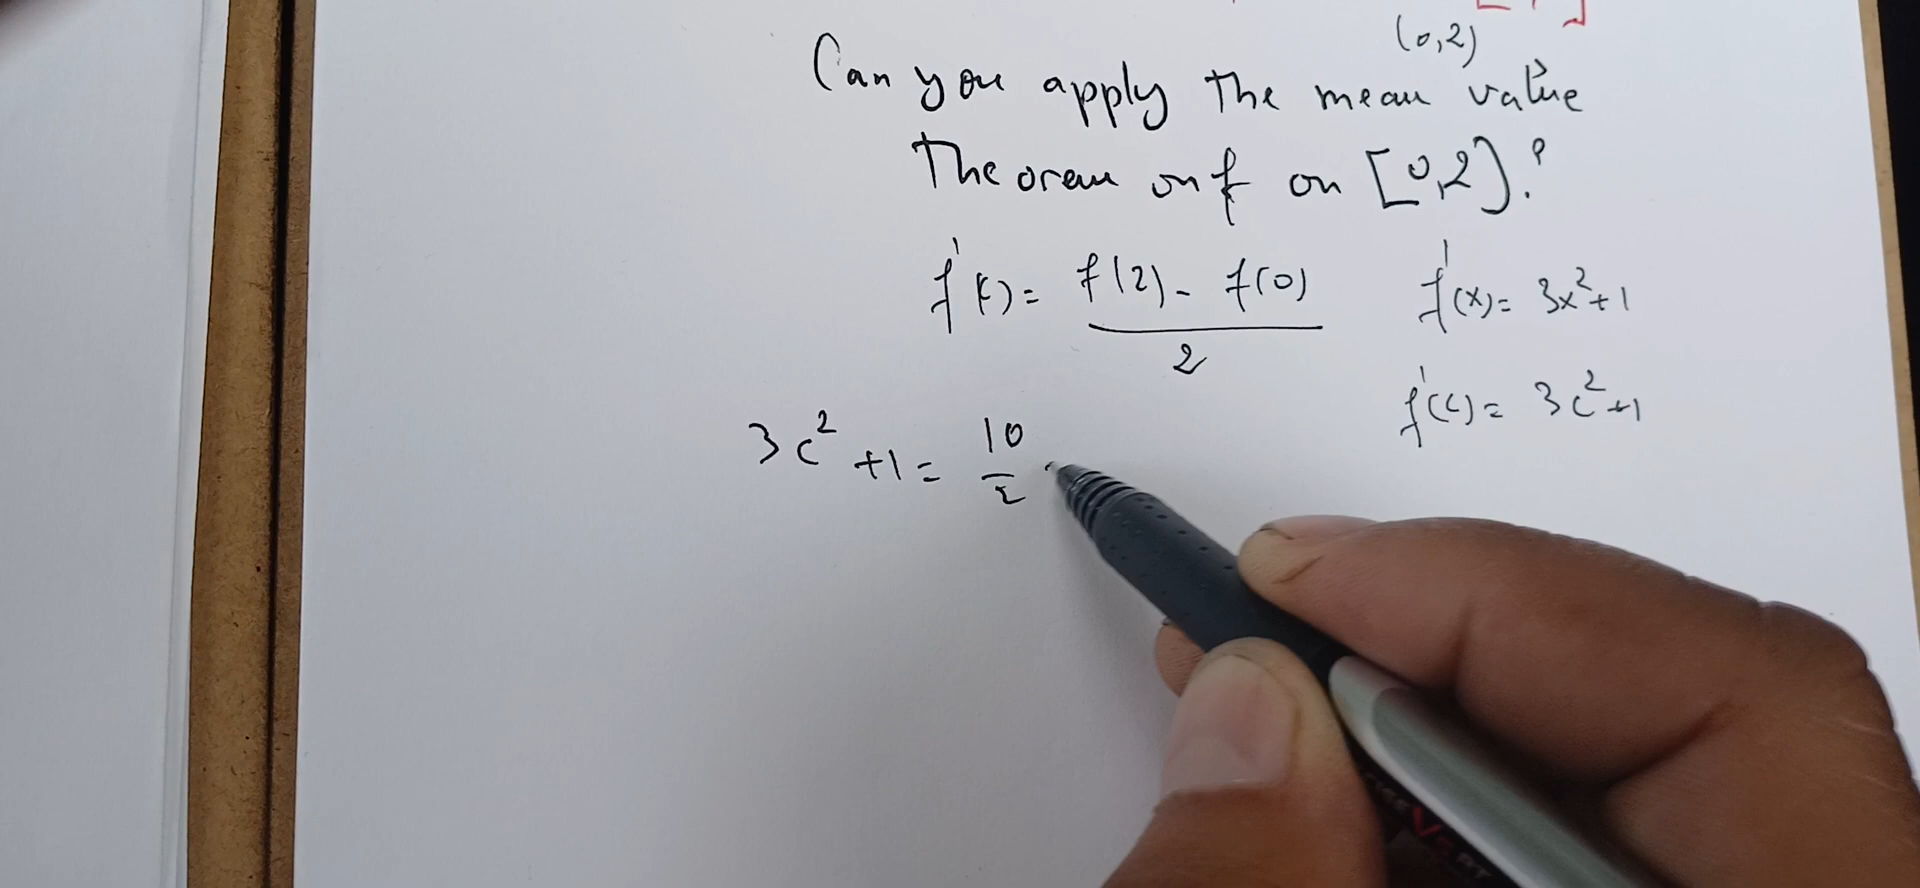 (0,2)
Can you apply the mean value
Theorem on f on [0,2]?
f'(c) = f(2) - f(0) / 2
f'(x) = 3x²+1
f'(c) = 3c²+1
3c² +1 = 10/2